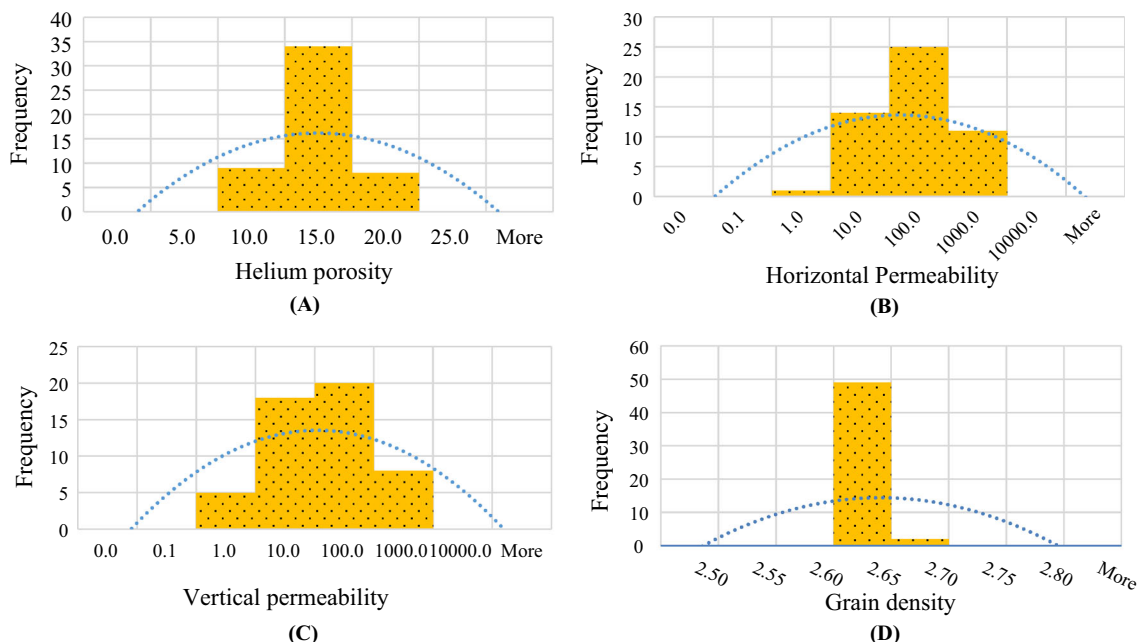 40
35
30
25
20
15
10
5
0
Frequency
0.0 5.0 10.0 15.0 20.0 25.0 More
Helium porosity
(A)
30
25
20
15
10
5
0
Frequency
0.0 0.1 1.0 10.0 100.0 1000.0 10000.0 More
Horizontal Permeability
(B)
25
20
15
10
5
0
Frequency
0.0 0.1 1.0 10.0 100.0 1000.0 10000.0 More
Vertical permeability
(C)
60
50
40
30
20
10
0
Frequency
2.50 2.55 2.60 2.65 2.70 2.75 2.80 More
Grain density
(D)